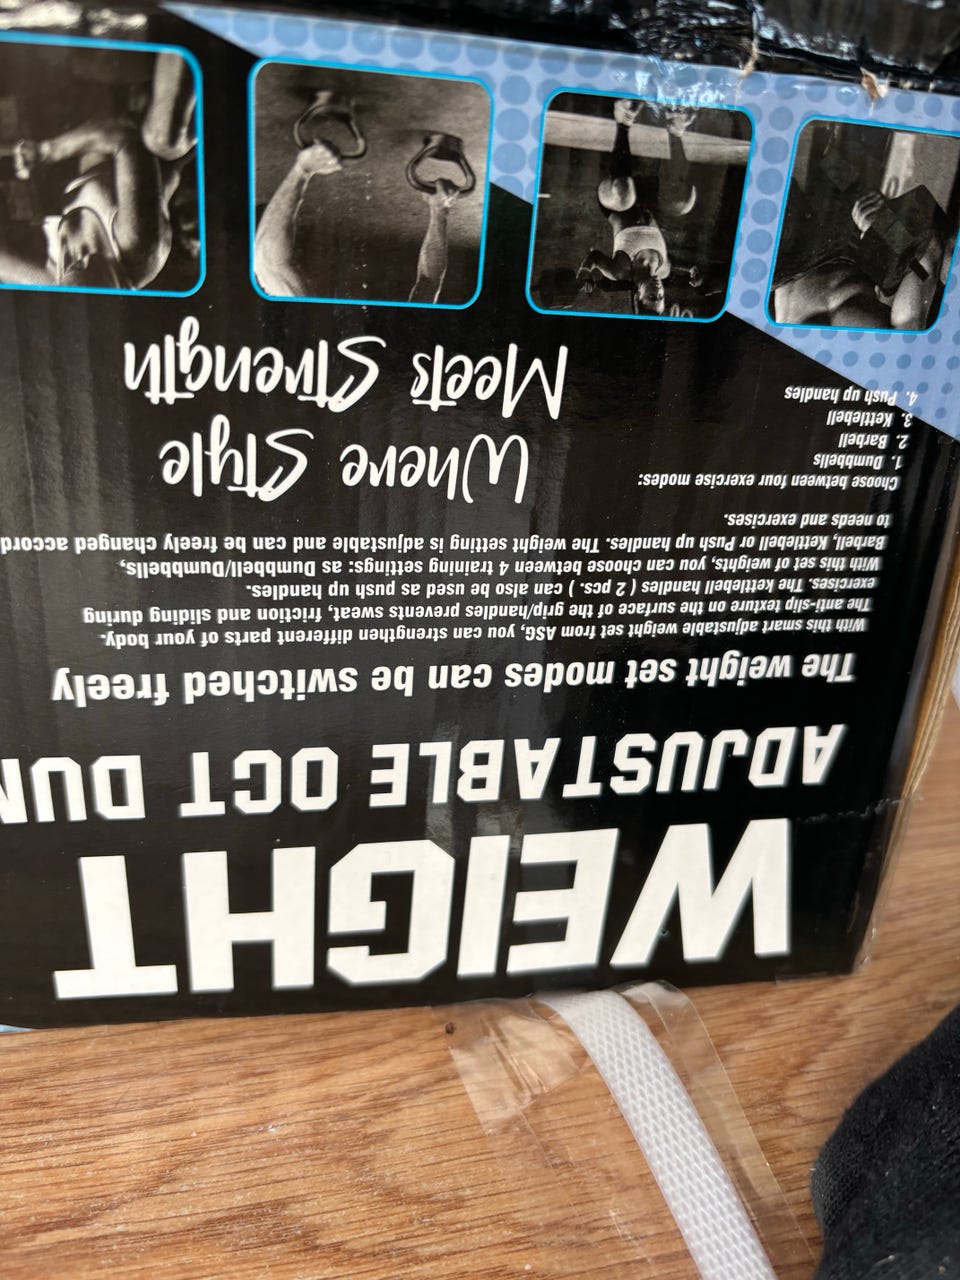 WEIGHT
ADJUSTABLE OCT
The weight set modes can be switched freely
With this smart adjustable weight set from ASG, you can strengthen different parts of your body.
The anti-slip texture on the surface of the grip/handles prevents sweat, friction and sliding during
exercises. The kettlebell handles ( 2 pcs. ) can also be used as push up handles.
With this set of weights, you can choose between 4 training settings: as Dumbbell/Dumbbells,
Barbell, Kettlebell or Push up handles. The weight setting is adjustable and can be freely changed
to needs and exercises.
Choose between four exercise modes:
1. Dumbbells
2. Barbell
3. Kettlebell
4. Push up handles
Where Style
Meets Strength